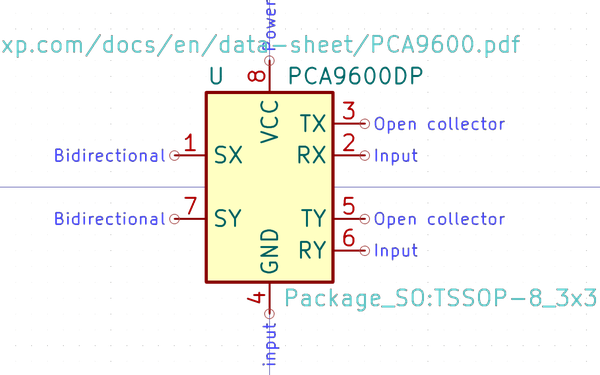 Power
xp.com/docs/en/data-sheet/PCA9600.pdf
U PCA9600DP
8
VCC
TX 3 Open collector
Bidirectional 1 SX RX 2 Input
Bidirectional 7 SY TY 5 Open collector
GND RY 6 Input
4 Package_SO:TSSOP-8_3x3
input